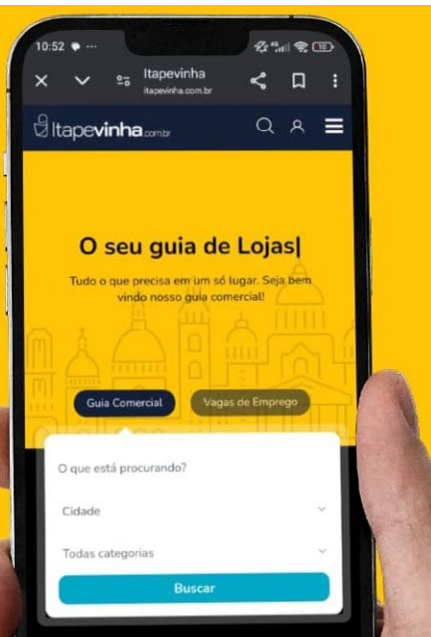 10:52
10
Itapevinha
itapevinha.com.br
Itapevinha.com.br
O seu guia de Lojas|
Tudo o que precisa em um só lugar. Seja bem
vindo nosso guia comercial!
Guia Comercial
Vagas de Emprego
O que está procurando?
Cidade
Todas categorias
Buscar